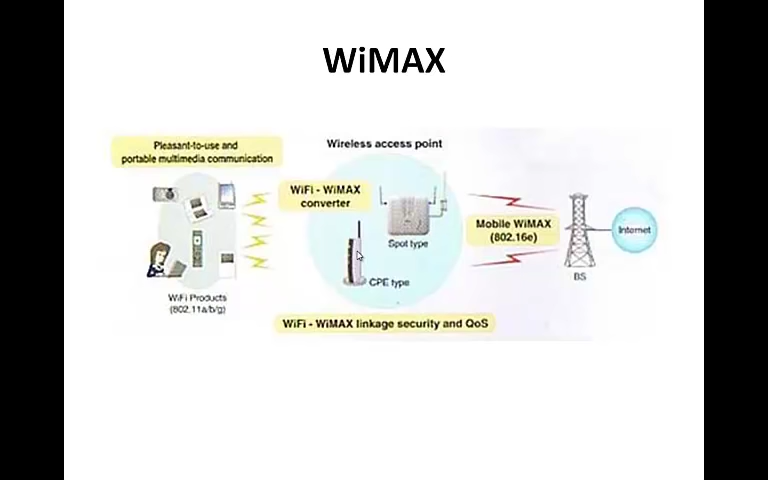 WiMAX
Pleasant-to-use and
portable multimedia communication
Wireless access point
WiFi - WiMAX
converter
Spot type
CPE type
Mobile WiMAX
(802.16e)
Internet
BS
WiFi Products
(802.11a/b/g)
WiFi - WiMAX linkage security and QoS